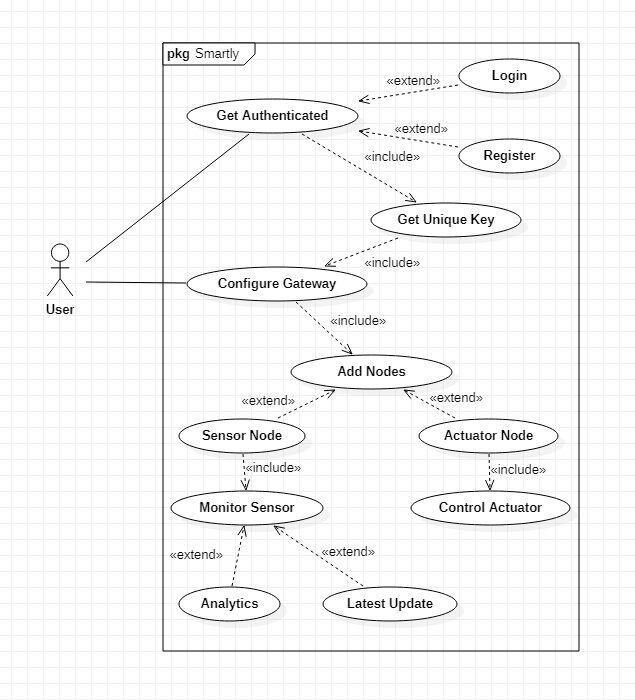 pkg Smartly
«extend»
Login
Get Authenticated
«extend»
Register
«include»
Get Unique Key
«include»
Configure Gateway
User
«include»
Add Nodes
«extend»
«extend»
Sensor Node
Actuator Node
«include»
«include»
Monitor Sensor
Control Actuator
«extend»
«extend»
Analytics
Latest Update